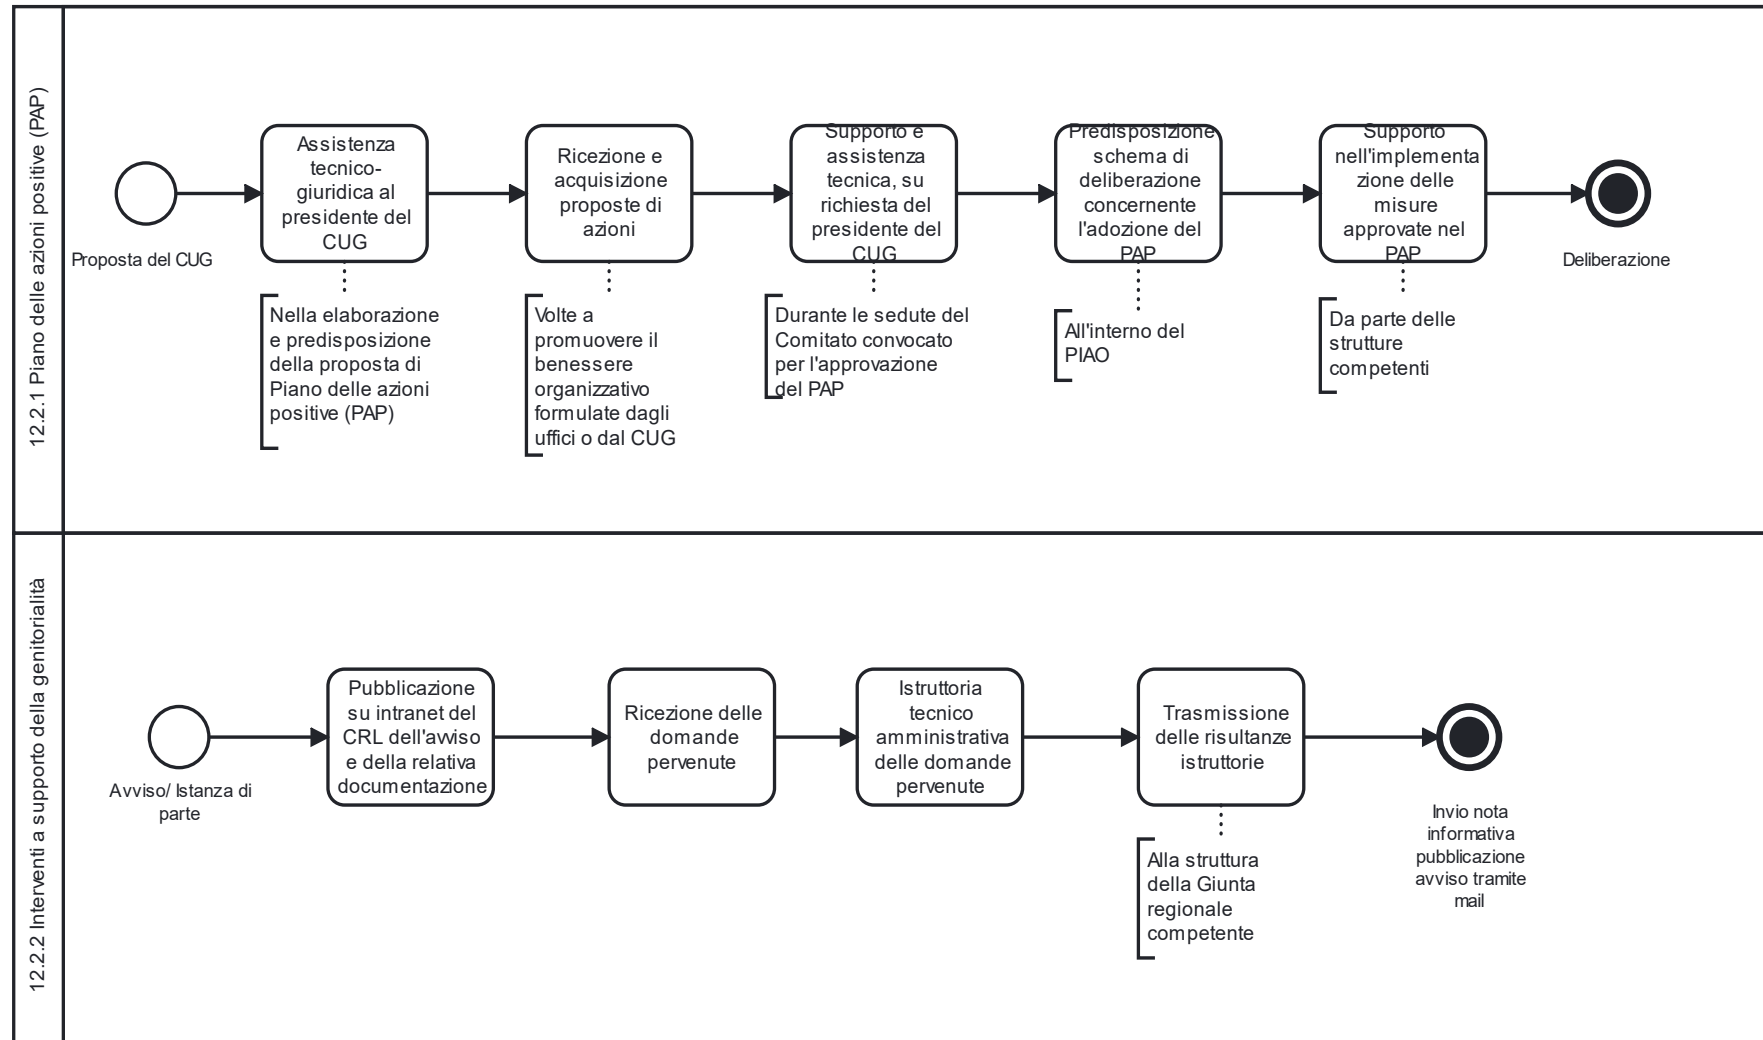 12.2.1 Piano delle azioni positive (PAP)
Proposta del CUG
Assistenza
tecnico-
giuridica al
presidente del
CUG
Nella elaborazione
e predisposizione
della proposta di
Piano delle azioni
positive (PAP)
Ricezione e
acquisizione
proposte di
azioni
Volte a
promuovere il
benessere
organizzativo
formulate dagli
uffici o dal CUG
Supporto e
assistenza
tecnica, su
richiesta del
presidente del
CUG
Durante le sedute del
Comitato convocato
per l'approvazione
del PAP
Predisposizione
schema di
deliberazione
concernente
l'adozione del
PAP
All'interno del
PIAO
Supporto
nell'implementa
zione delle
misure
approvate nel
PAP
Da parte delle
strutture
competenti
Deliberazione
12.2.2 Interventi a supporto della genitorialità
Avviso/ Istanza di
parte
Pubblicazione
su intranet del
CRL dell'avviso
e della relativa
documentazione
Ricezione delle
domande
pervenute
Istruttoria
tecnico
amministrativa
delle domande
pervenute
Trasmissione
delle risultanze
istruttorie
Alla struttura
della Giunta
regionale
competente
Invio nota
informativa
pubblicazione
avviso tramite
mail